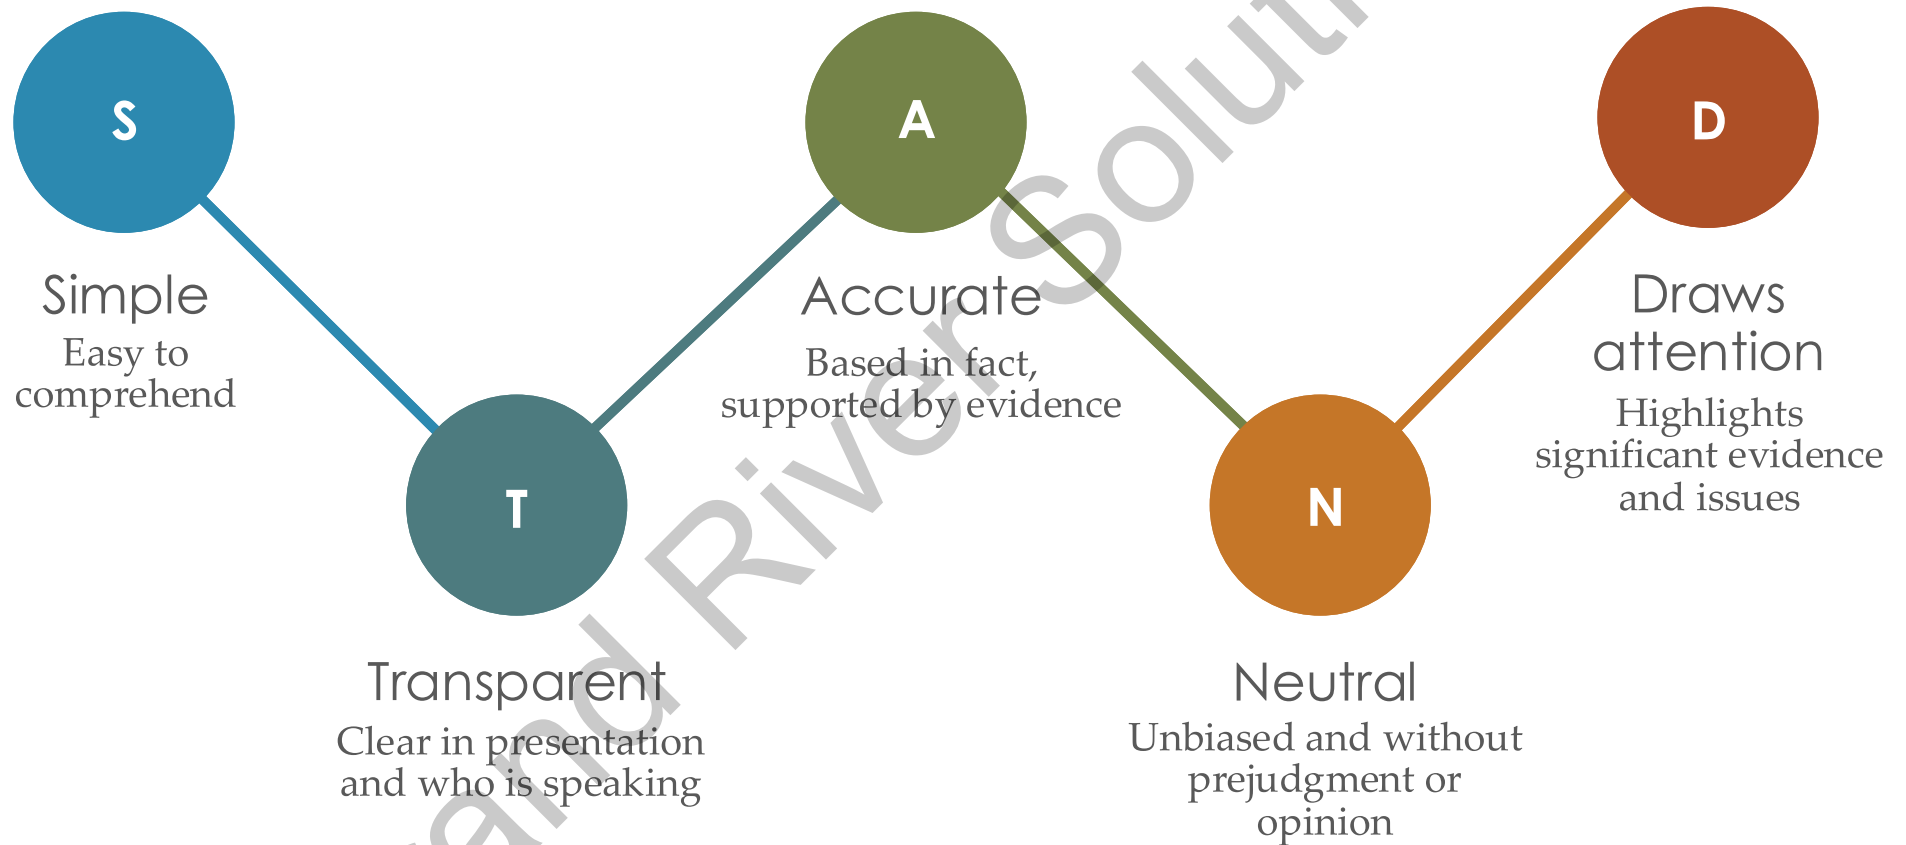 S
Simple
Easy to
comprehend
T
Transparent
Clear in presentation
and who is speaking
A
Accurate
Based in fact,
supported by evidence
N
Neutral
Unbiased and without
prejudgment or
opinion
D
Draws
attention
Highlights
significant evidence
and issues
River